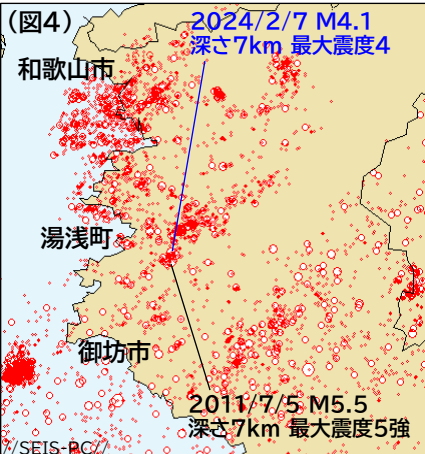 (図4)
2024/2/7 M4.1
深さ7km 最大震度4
和歌山市
湯浅町
御坊市
2011/7/5 M5.5
深さ7km 最大震度5強
//SEIS-PC//